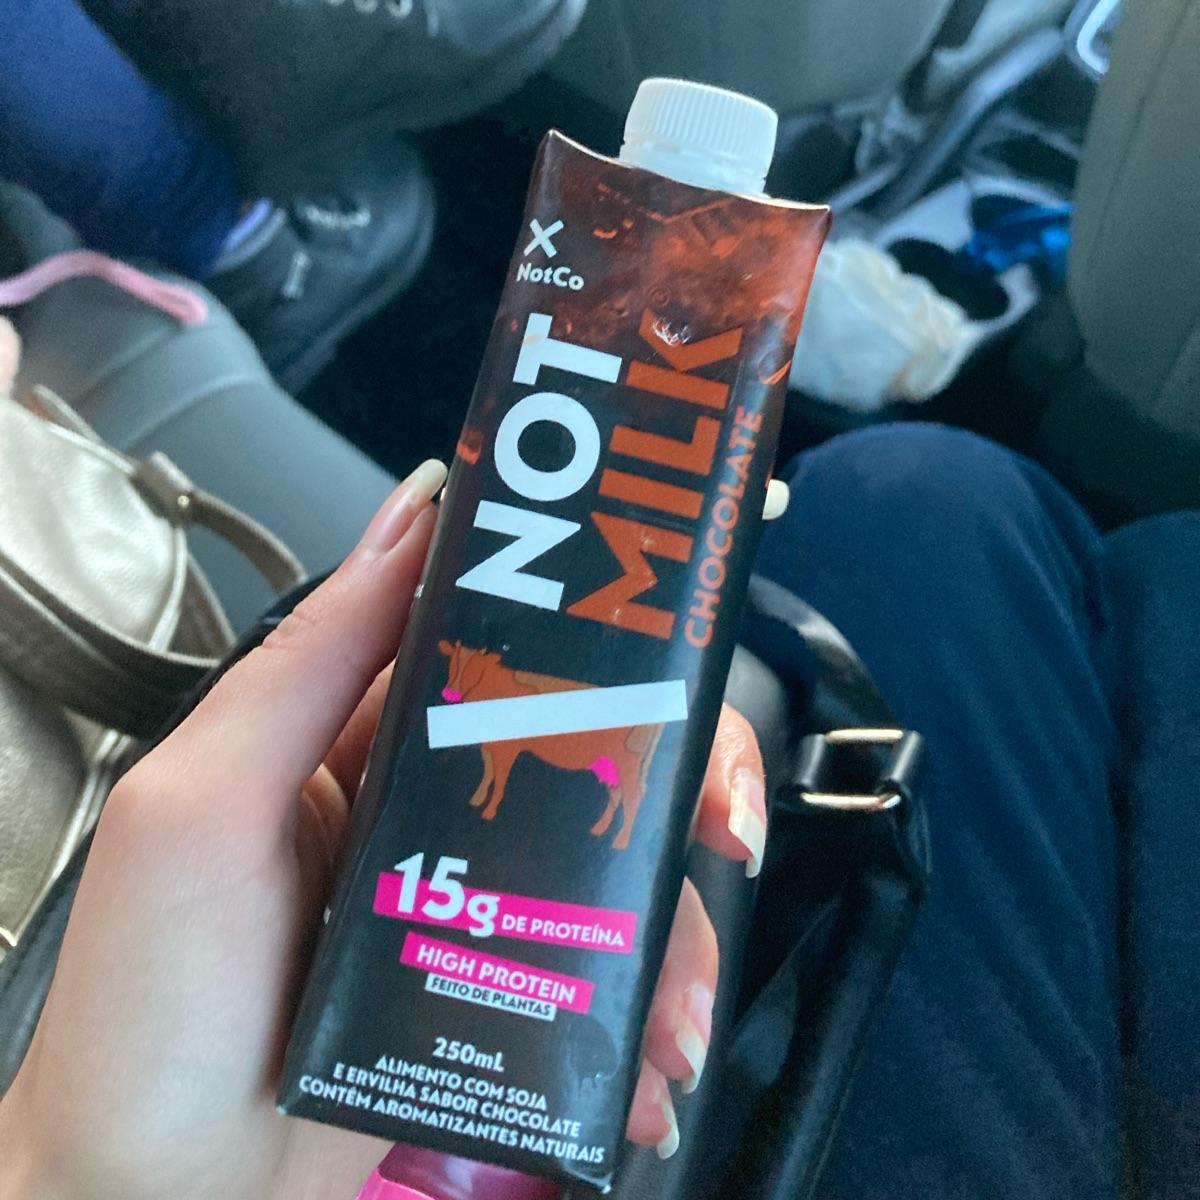 NotCo
NOT
MILK
CHOCOLATE
15g DE PROTEÍNA
HIGH PROTEIN
FEITO DE PLANTAS
250mL
ALIMENTO COM SOJA
E ERVILHA SABOR CHOCOLATE
CONTÉM AROMATIZANTES NATURAIS